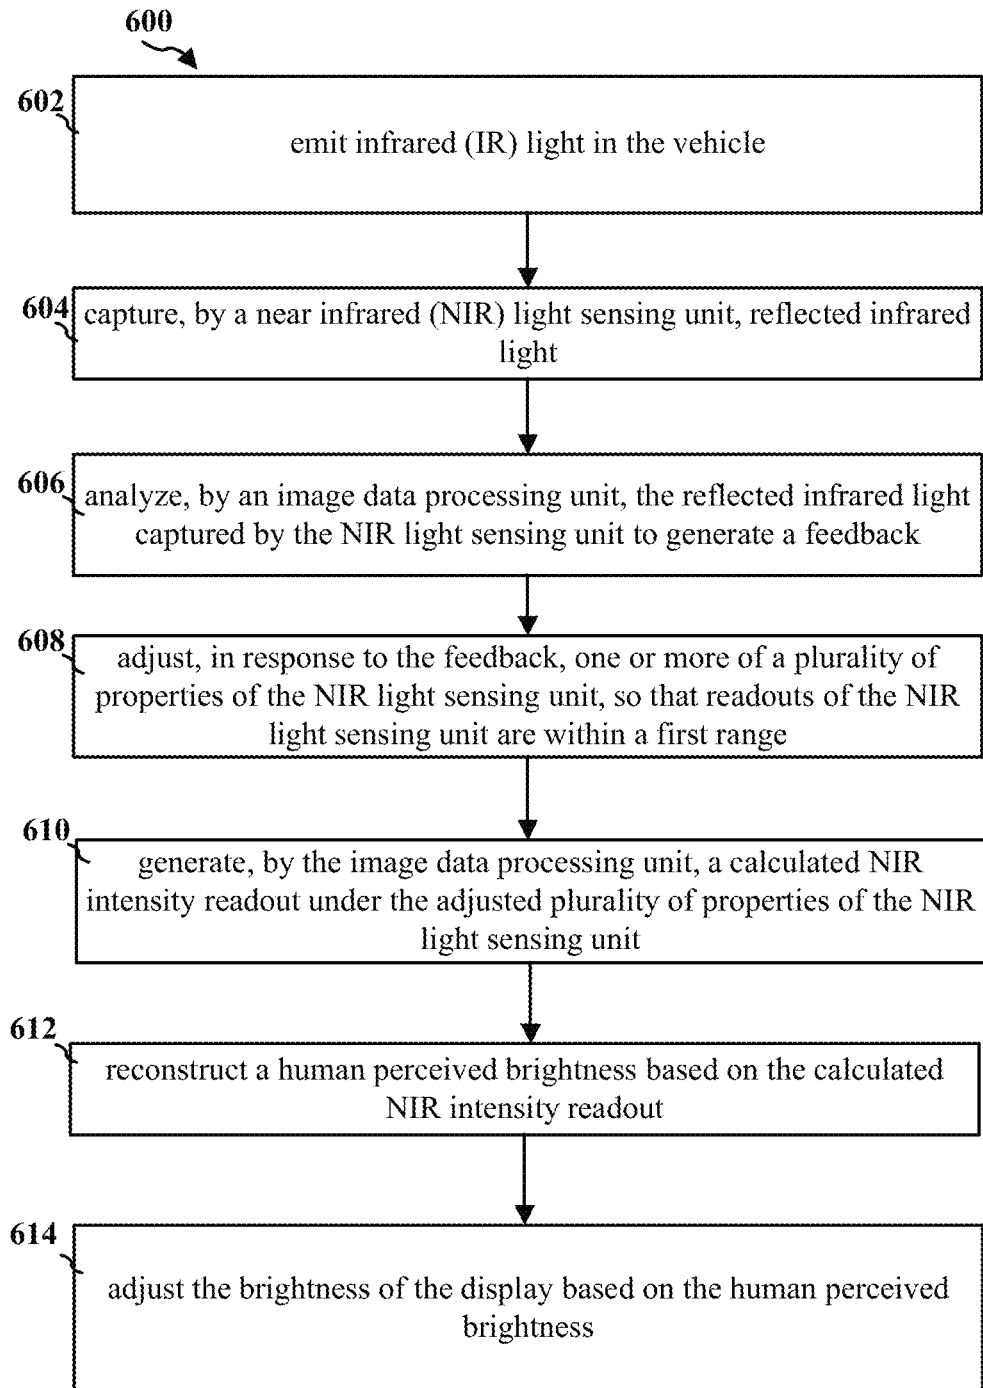 600
602
emit infrared (IR) light in the vehicle
604
capture, by a near infrared (NIR) light sensing unit, reflected infrared
light
606
analyze, by an image data processing unit, the reflected infrared light
captured by the NIR light sensing unit to generate a feedback
608
adjust, in response to the feedback, one or more of a plurality of
properties of the NIR light sensing unit, so that readouts of the NIR
light sensing unit are within a first range
610
generate, by the image data processing unit, a calculated NIR
intensity readout under the adjusted plurality of properties of the NIR
light sensing unit
612
reconstruct a human perceived brightness based on the calculated
NIR intensity readout
614
adjust the brightness of the display based on the human perceived
brightness